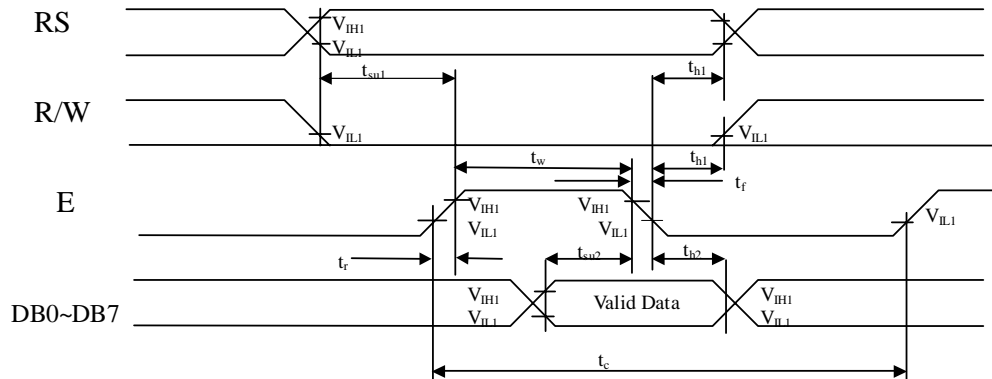 RS
V_IH1
V_IL1
t_su1 t_h1
R/W
V_IL1 V_IL1
t_w t_h1
t_f
E
V_IH1 V_IH1 V_IL1
V_IL1 V_IL1
t_r t_su2 t_h2
DB0~DB7 V_IH1 Valid Data V_IH1
V_IL1 V_IL1
t_c